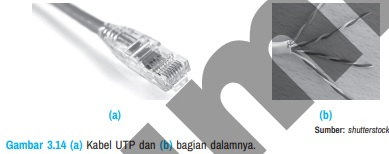 (a)
(b)
Sumber: shutterstock
Gambar 3.14 (a) Kabel UTP dan (b) bagian dalamnya.